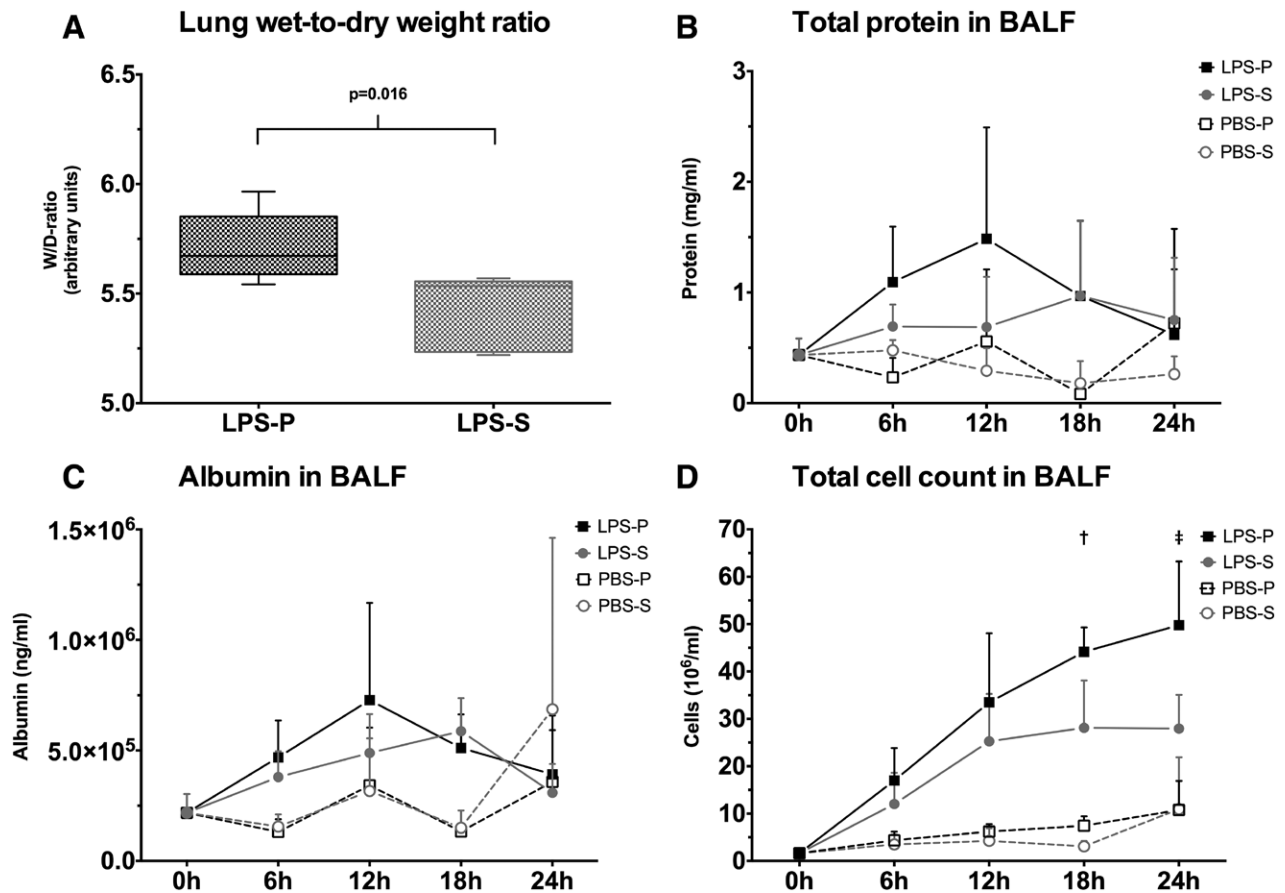 A Lung wet-to-dry weight ratio
6.5
6.0
5.5
5.0
W/D-ratio
(arbitrary units)
p=0.016
LPS-P LPS-S
B Total protein in BALF
3
2
1
0
Protein (mg/ml)
LPS-P
LPS-S
PBS-P
PBS-S
0h 6h 12h 18h 24h
C Albumin in BALF
1.5×10⁶
1.0×10⁶
5.0×10⁵
0.0
Albumin (ng/ml)
LPS-P
LPS-S
PBS-P
PBS-S
0h 6h 12h 18h 24h
D Total cell count in BALF
70
60
50
40
30
20
10
0
Cells (10⁶/ml)
† ‡
LPS-P
LPS-S
PBS-P
PBS-S
0h 6h 12h 18h 24h